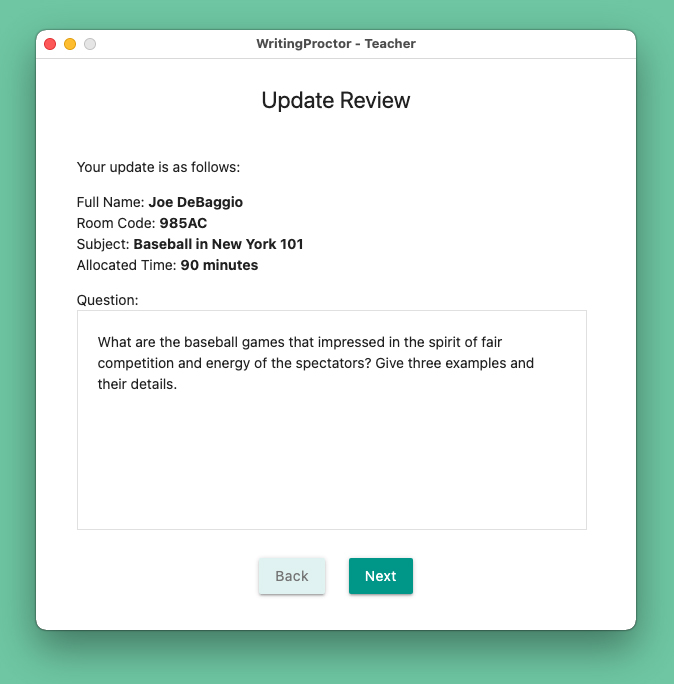 WritingProctor - Teacher
Update Review
Your update is as follows:
Full Name: Joe DeBaggio
Room Code: 985AC
Subject: Baseball in New York 101
Allocated Time: 90 minutes
Question:
What are the baseball games that impressed in the spirit of fair
competition and energy of the spectators? Give three examples and
their details.
Back
Next